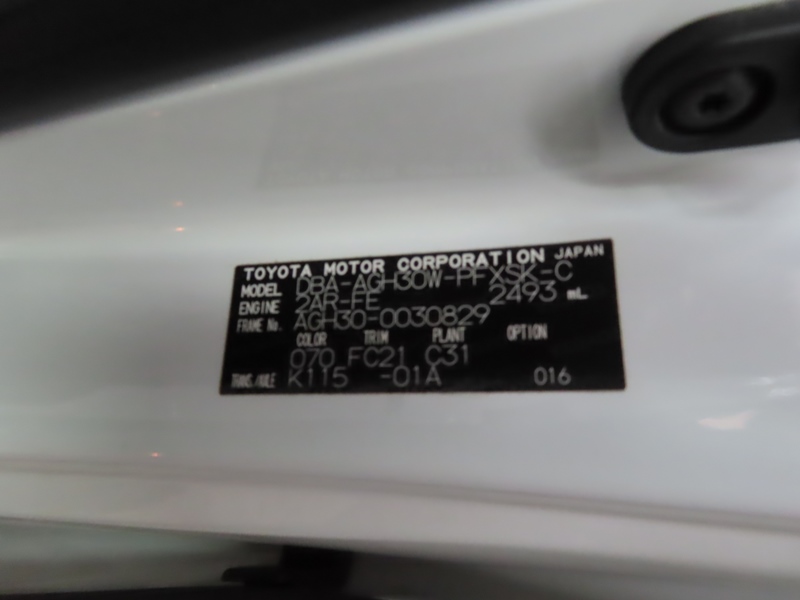 TOYOTA MOTOR CORPORATION JAPAN
MODEL DBA-AGH30W-PFXSK-C
ENGINE 2AR-FE 2493 mL
FRAME No. AGH30-0030829
COLOR TRIM PLANT OPTION
070 FC21 C31
TRANS./AXLE K115 -01A 016